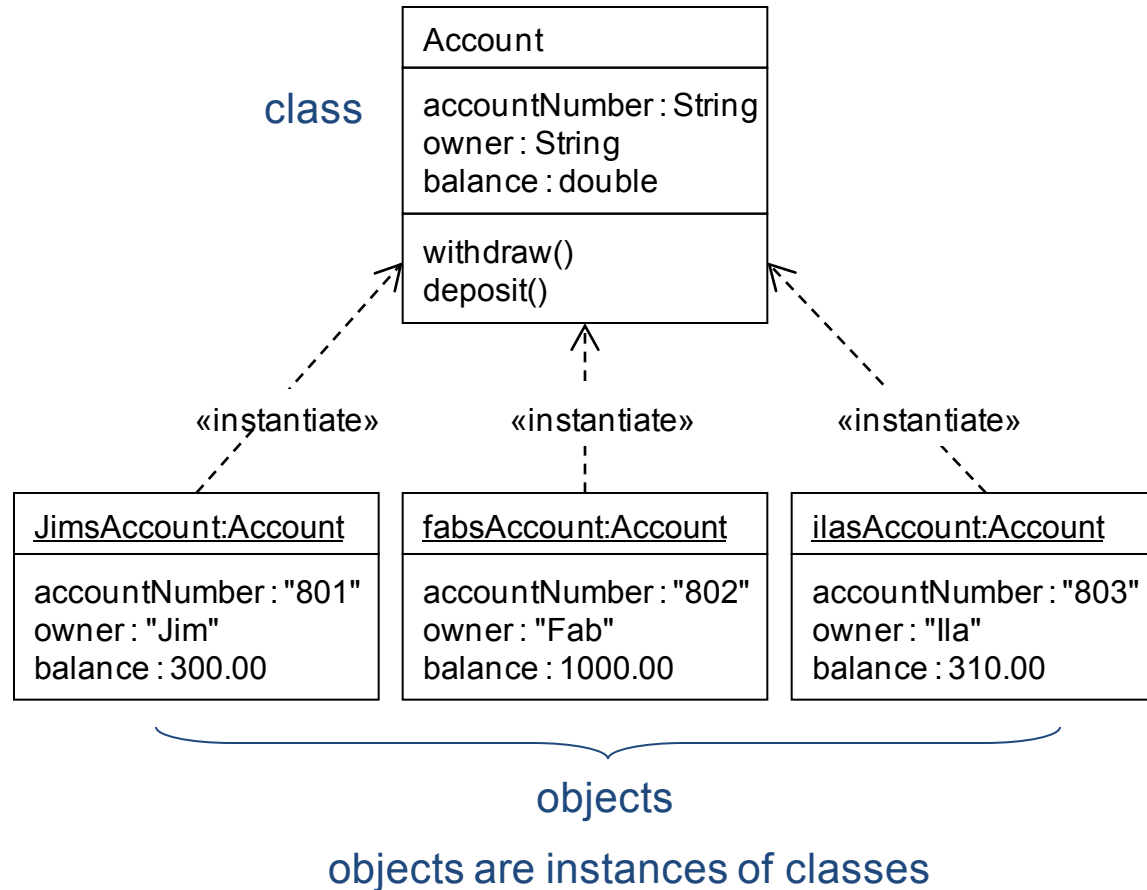 Account
class
accountNumber : String
owner : String
balance : double
withdraw()
deposit()
«instantiate» «instantiate» «instantiate»
JimsAccount:Account
accountNumber : "801"
owner : "Jim"
balance : 300.00
fabsAccount:Account
accountNumber : "802"
owner : "Fab"
balance : 1000.00
ilasAccount:Account
accountNumber : "803"
owner : "Ila"
balance : 310.00
objects
objects are instances of classes